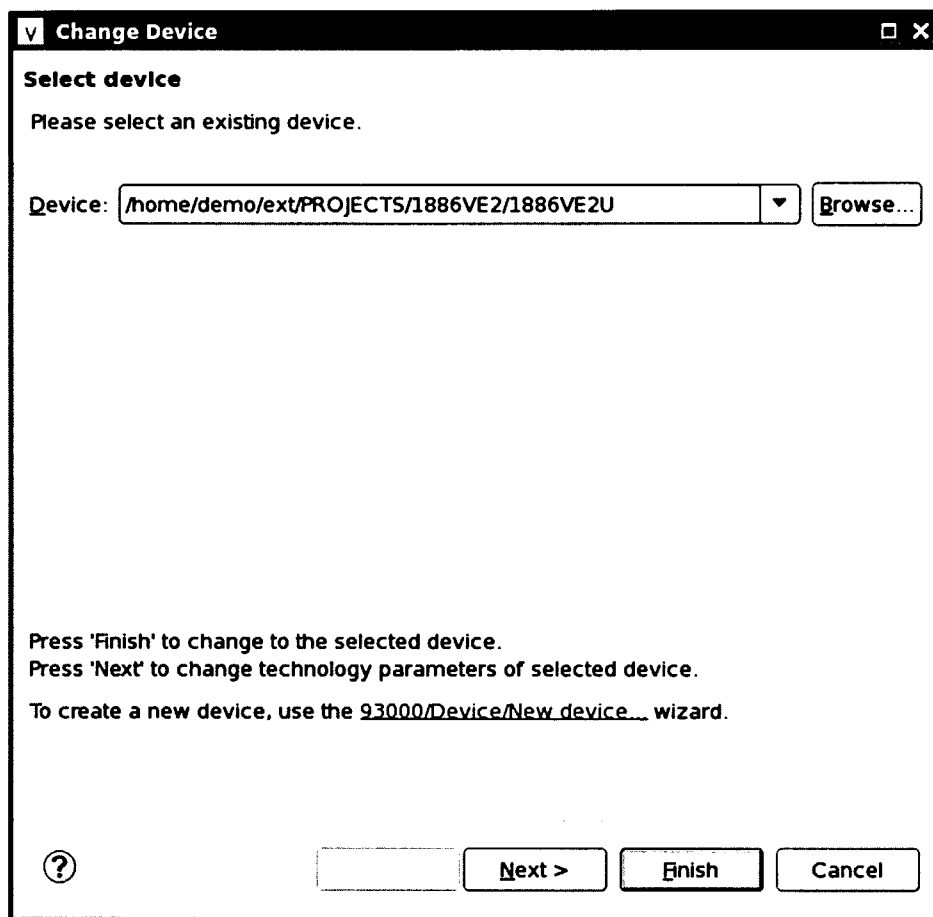 V Change Device
Select device
Please select an existing device.
Device: /home/demo/ext/PROJECTS/1886VE2/1886VE2U Browse...
Press 'Finish' to change to the selected device.
Press 'Next' to change technology parameters of selected device.
To create a new device, use the 93000/Device/New device... wizard.
? Next > Finish Cancel